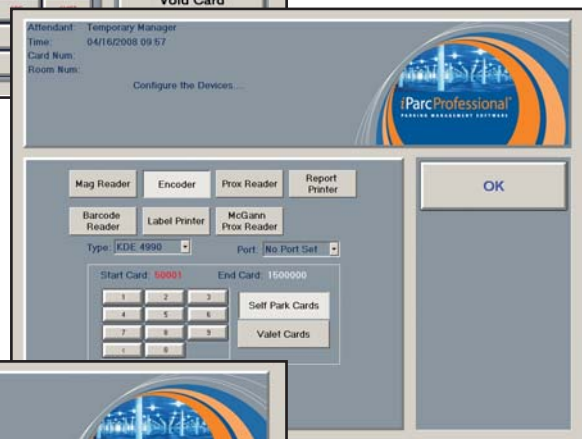 Void Card
Attendant: Temporary Manager
Time: 04/16/2008 09:57
Card Num:
Room Num:
Configure the Devices....
iParcProfessional
PARKING MANAGEMENT SOFTWARE
Mag Reader Encoder Prox Reader Report Printer
OK
Barcode Reader Label Printer McGann Prox Reader
Type: KDE 4990 Port: No Port Set
Start Card: 50001 End Card: 1500000
1 2 3
4 5 6
7 8 9
0
Self Park Cards
Valet Cards